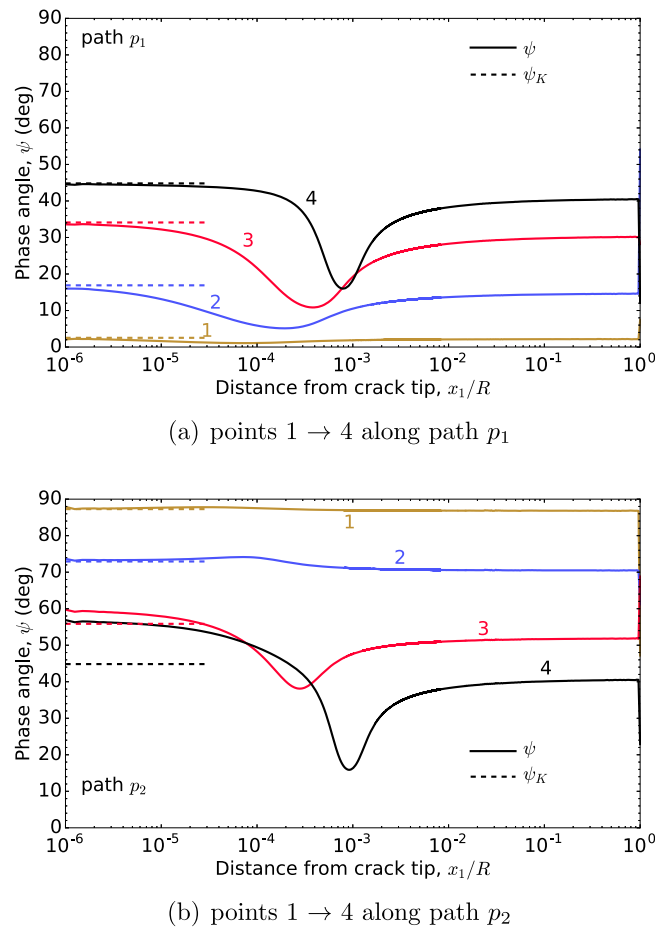 path p₁
ψ
ψ_K
90
80
70
60
50
40
30
20
10
0
Phase angle, ψ (deg)
4
3
2
1
10⁻⁶ 10⁻⁵ 10⁻⁴ 10⁻³ 10⁻² 10⁻¹ 10⁰
Distance from crack tip, x₁/R
(a) points 1 → 4 along path p₁
90
80
70
60
50
40
30
20
10
0
Phase angle, ψ (deg)
1
2
3
4
ψ
ψ_K
path p₂
10⁻⁶ 10⁻⁵ 10⁻⁴ 10⁻³ 10⁻² 10⁻¹ 10⁰
Distance from crack tip, x₁/R
(b) points 1 → 4 along path p₂